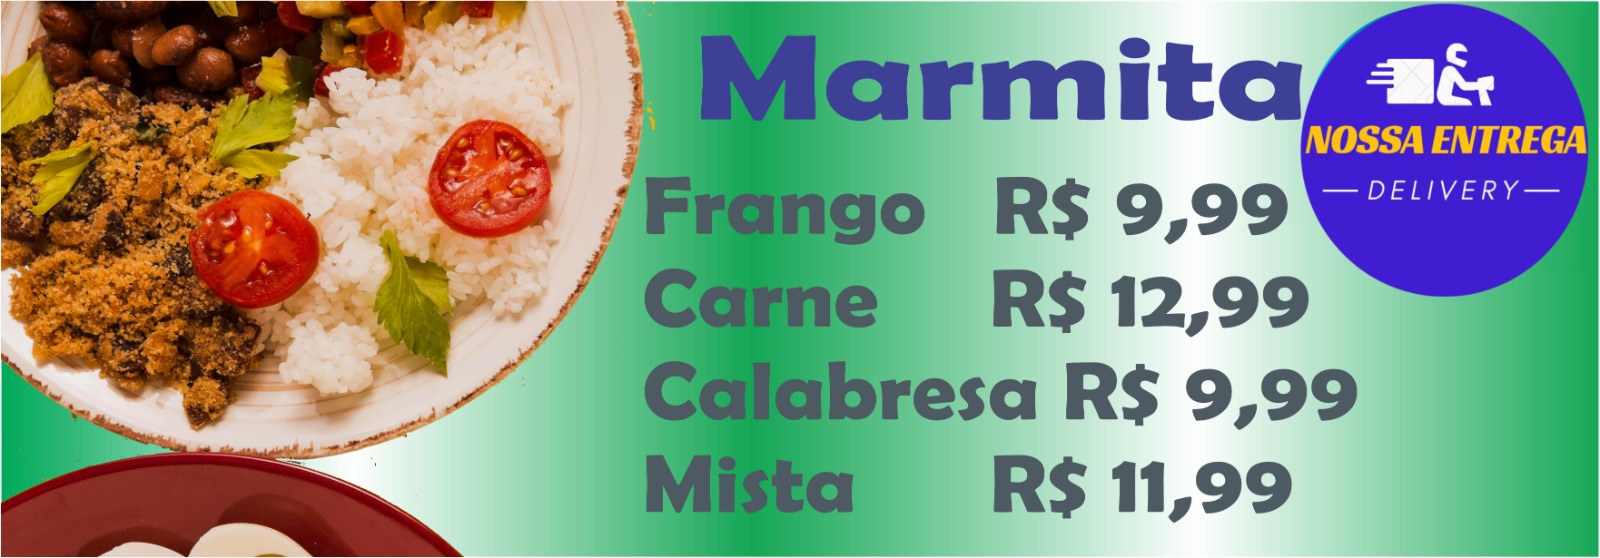 Marmita
NOSSA ENTREGA
DELIVERY
Frango R$ 9,99
Carne R$ 12,99
Calabresa R$ 9,99
Mista R$ 11,99